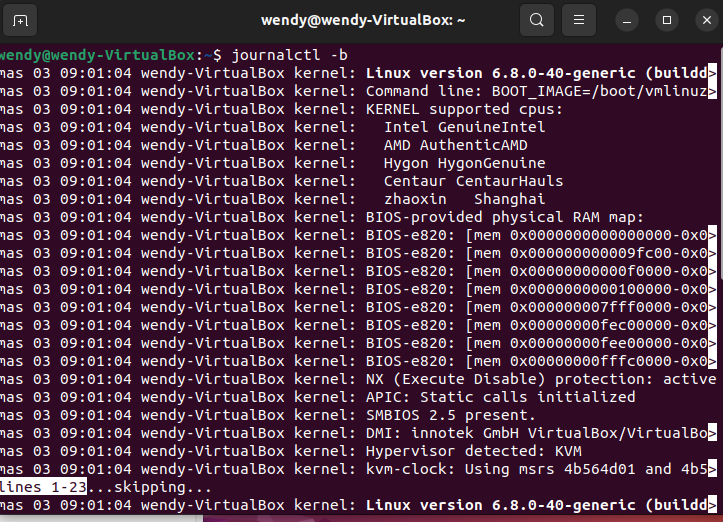 wendy@wendy-VirtualBox: ~
wendy@wendy-VirtualBox:~$ journalctl -b
mas 03 09:01:04 wendy-VirtualBox kernel: Linux version 6.8.0-40-generic (buildd>
mas 03 09:01:04 wendy-VirtualBox kernel: Command line: BOOT_IMAGE=/boot/vmlinuz>
mas 03 09:01:04 wendy-VirtualBox kernel: KERNEL supported cpus:
mas 03 09:01:04 wendy-VirtualBox kernel:   Intel GenuineIntel
mas 03 09:01:04 wendy-VirtualBox kernel:   AMD AuthenticAMD
mas 03 09:01:04 wendy-VirtualBox kernel:   Hygon HygonGenuine
mas 03 09:01:04 wendy-VirtualBox kernel:   Centaur CentaurHauls
mas 03 09:01:04 wendy-VirtualBox kernel:   zhaoxin   Shanghai
mas 03 09:01:04 wendy-VirtualBox kernel: BIOS-provided physical RAM map:
mas 03 09:01:04 wendy-VirtualBox kernel: BIOS-e820: [mem 0x0000000000000000-0x0>
mas 03 09:01:04 wendy-VirtualBox kernel: BIOS-e820: [mem 0x000000000009fc00-0x0>
mas 03 09:01:04 wendy-VirtualBox kernel: BIOS-e820: [mem 0x00000000000f0000-0x0>
mas 03 09:01:04 wendy-VirtualBox kernel: BIOS-e820: [mem 0x0000000000100000-0x0>
mas 03 09:01:04 wendy-VirtualBox kernel: BIOS-e820: [mem 0x000000007fff0000-0x0>
mas 03 09:01:04 wendy-VirtualBox kernel: BIOS-e820: [mem 0x00000000fec00000-0x0>
mas 03 09:01:04 wendy-VirtualBox kernel: BIOS-e820: [mem 0x00000000fee00000-0x0>
mas 03 09:01:04 wendy-VirtualBox kernel: BIOS-e820: [mem 0x00000000fffc0000-0x0>
mas 03 09:01:04 wendy-VirtualBox kernel: NX (Execute Disable) protection: active
mas 03 09:01:04 wendy-VirtualBox kernel: APIC: Static calls initialized
mas 03 09:01:04 wendy-VirtualBox kernel: SMBIOS 2.5 present.
mas 03 09:01:04 wendy-VirtualBox kernel: DMI: innotek GmbH VirtualBox/VirtualBo>
mas 03 09:01:04 wendy-VirtualBox kernel: Hypervisor detected: KVM
mas 03 09:01:04 wendy-VirtualBox kernel: kvm-clock: Using msrs 4b564d01 and 4b5>
lines 1-23...skipping...
mas 03 09:01:04 wendy-VirtualBox kernel: Linux version 6.8.0-40-generic (buildd>